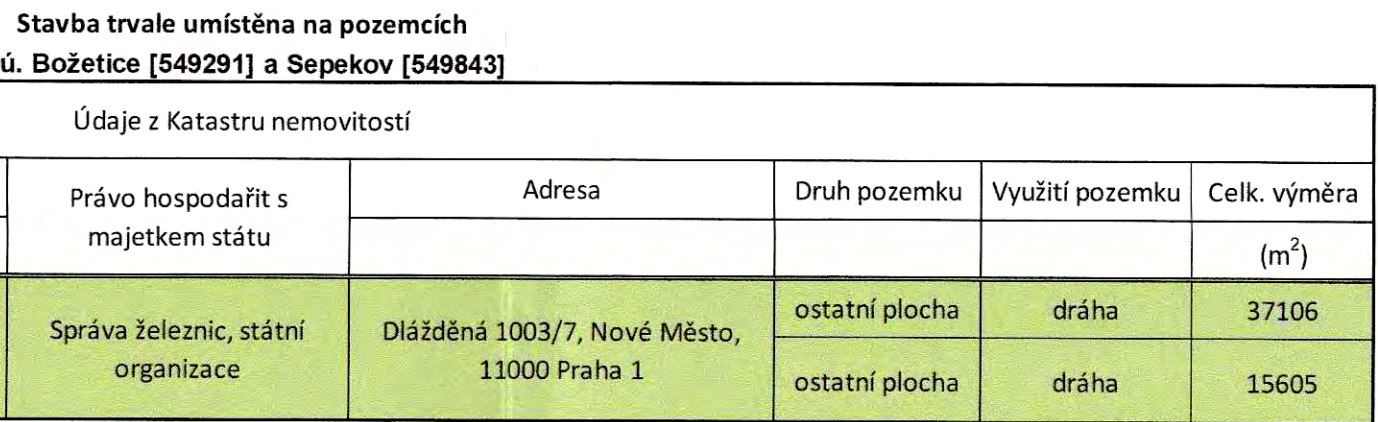 Stavba trvale umístěna na pozemcích
ú. Božetice [549291] a Sepekov [549843]
Údaje z Katastru nemovitostí
Právo hospodařit s majetkem státu Adresa Druh pozemku Využití pozemku Celk. výměra
(m²)
Správa železnic, státní organizace Dlážděná 1003/7, Nové Město, 11000 Praha 1 ostatní plocha dráha 37106
ostatní plocha dráha 15605